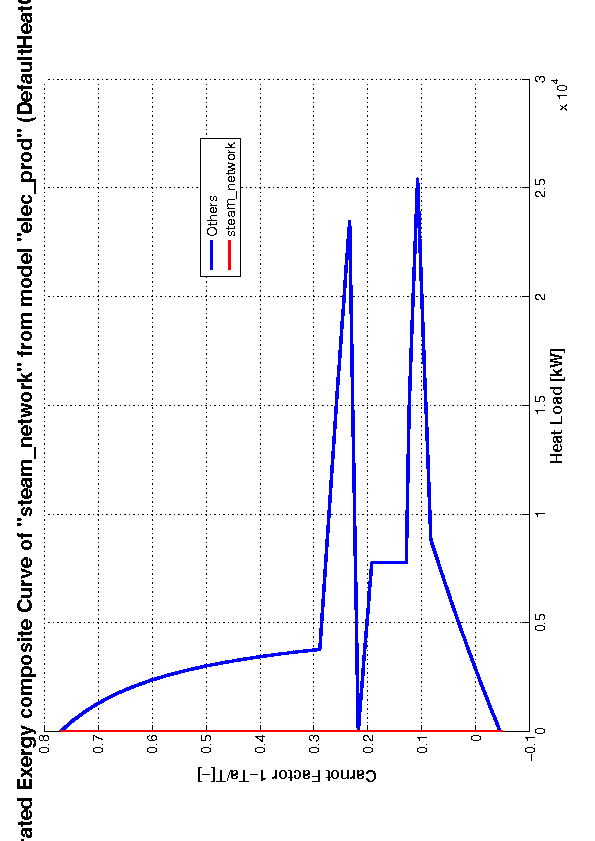 ated Exergy composite Curve of "steam_network" from model "elec_prod" (DefaultHeat
0.8
0.7
0.6
0.5
0.4
0.3
0.2
0.1
0
−0.1
Carnot Factor 1−Ta/T[−]
Others
steam_network
0
0.5
1
1.5
2
2.5
3
x 10^4
Heat Load [kW]